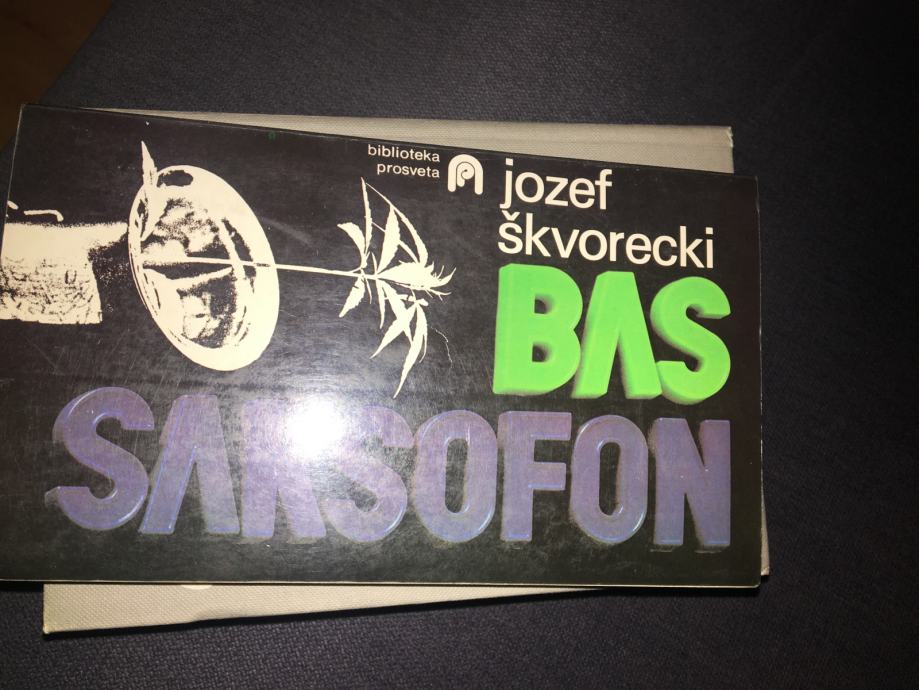 biblioteka
prosveta
jozef
škvorecki
BAS
SAKSOFON